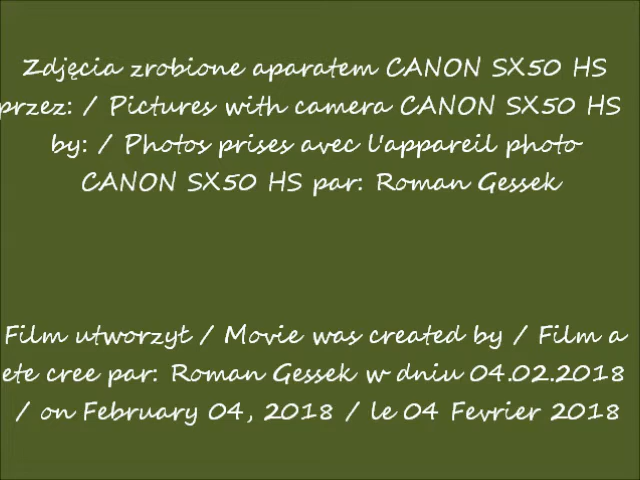 Zdjęcia zrobione aparatem CANON SX50 HS
przez: / Pictures with camera CANON SX50 HS
by: / Photos prises avec l'appareil photo
CANON SX50 HS par: Roman Gessek
Film utworzył / Movie was created by / Film a
ete cree par: Roman Gessek w dniu 04.02.2018
/ on February 04, 2018 / le 04 Fevrier 2018